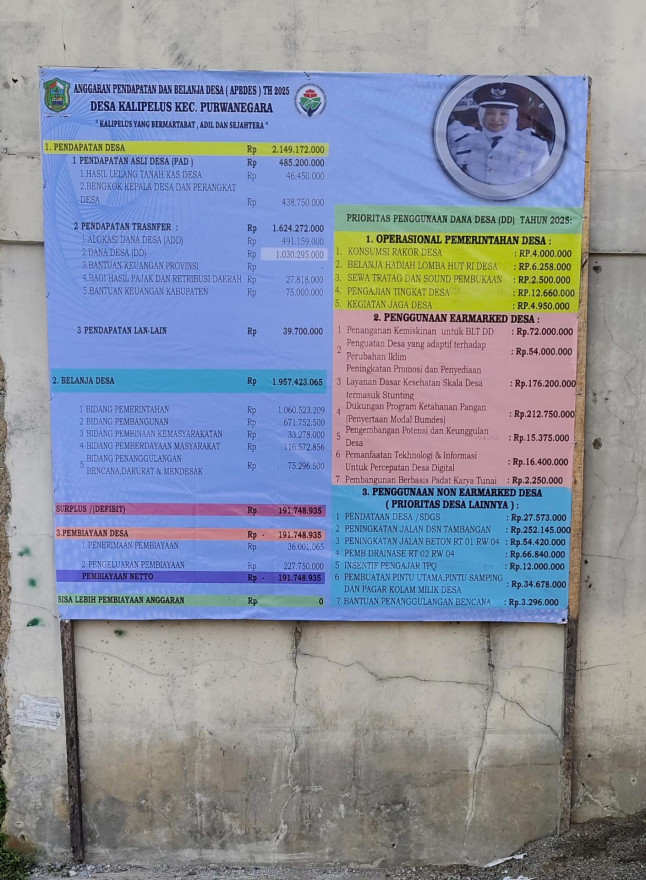 ANGGARAN PENDAPATAN DAN BELANJA DESA ( APBDES ) TH 2025
DESA KALIPELUS KEC. PURWANEGARA
" KALIPELUS YANG BERMARTABAT , ADIL DAN SEJAHTERA "
1. PENDAPATAN DESA Rp 2.149.172.000
1 PENDAPATAN ASLI DESA (PAD ) Rp 485.200.000
1.HASIL LELANG TANAH KAS DESA Rp 46.450.000
2.BENGKOK KEPALA DESA DAN PERANGKAT
DESA Rp 438.750.000
2 PENDAPATAN TRASNFER : Rp 1.624.272.000
1.ALOKASI DANA DESA (ADD) Rp 491.159.000
2.DANA DESA (DD) Rp 1.030.295.000
3.BANTUAN KEUANGAN PROVINSI Rp -
4.BAGI HASIL PAJAK DAN RETRIBUSI DAERAH Rp 27.818.000
5.BANTUAN KEUANGAN KABUPATEN Rp 75.000.000
3 PENDAPATAN LAN-LAIN Rp 39.700.000
2. BELANJA DESA Rp 1.957.423.065
1 BIDANG PEMERINTAHAN Rp 1.060.523.209
2 BIDANG PEMBANGUNAN Rp 671.752.500
3 BIDANG PEMBINAAN KEMASYARAKATAN Rp 33.278.000
4 BIDANG PEMBERDAYAAN MASYARAKAT Rp 116.572.856
5 BIDANG PENANGGULANGAN
BENCANA,DARURAT & MENDESAK Rp 75.296.500
SURPLUS /(DEFISIT) Rp 191.748.935
3.PEMBIAYAAN DESA Rp - 191.748.935
1 PENERIMAAN PEMBIAYAAN Rp 36.001.065
2 PENGELUARAN PEMBIAYAAN Rp 227.750.000
PEMBIAYAAN NETTO Rp - 191.748.935
SISA LEBIH PEMBIAYAAN ANGGARAN Rp 0
PRIORITAS PENGGUNAAN DANA DESA (DD) TAHUN 2025:
1. OPERASIONAL PEMERINTAHAN DESA :
1. KONSUMSI RAKOR DESA : RP.4.000.000
2. BELANJA HADIAH LOMBA HUT RI DESA : RP.6.258.000
3. SEWA TRATAG DAN SOUND PEMBUKAAN : RP.2.500.000
4. PENGAJIAN TINGKAT DESA : RP.12.660.000
5. KEGIATAN JAGA DESA : RP.4.950.000
2. PENGGUNAAN EARMARKED DESA :
1 Penanganan Kemiskinan untuk BLT DD : Rp.72.000.000
2 Penguatan Desa yang adaptif terhadap
Perubahan Iklim : Rp.54.000.000
Peningkatan Promosi dan Penyediaan
3 Layanan Dasar Kesehatan Skala Desa : Rp.176.200.000
termasuk Stunting
4 Dukungan Program Ketahanan Pangan
(Penyertaan Modal Bumdes) : Rp.212.750.000
5 Pengembangan Potensi dan Keunggulan
Desa : Rp.15.375.000
6 Pemanfaatan Tekhnologi & Informasi
Untuk Percepatan Desa Digital : Rp.16.400.000
7 Pembangunan Berbasis Padat Karya Tunai : Rp.2.250.000
3. PENGGUNAAN NON EARMARKED DESA
( PRIORITAS DESA LAINNYA ) :
1 PENDATAAN DESA /SDGS : Rp.27.573.000
2 PENINGKATAN JALAN DSN TAMBANGAN : Rp.252.145.000
3 PENINGKATAN JALAN BETON RT 01 RW 04 : Rp.54.420.000
4 PEMB DRAINASE RT 02 RW 04 : Rp.66.840.000
5 INSENTIF PENGAJAR TPQ : Rp.12.000.000
6 PEMBUATAN PINTU UTAMA,PINTU SAMPING
DAN PAGAR KOLAM MILIK DESA : Rp.34.678.000
7 BANTUAN PENANGGULANGAN BENCANA : Rp.3.296.000